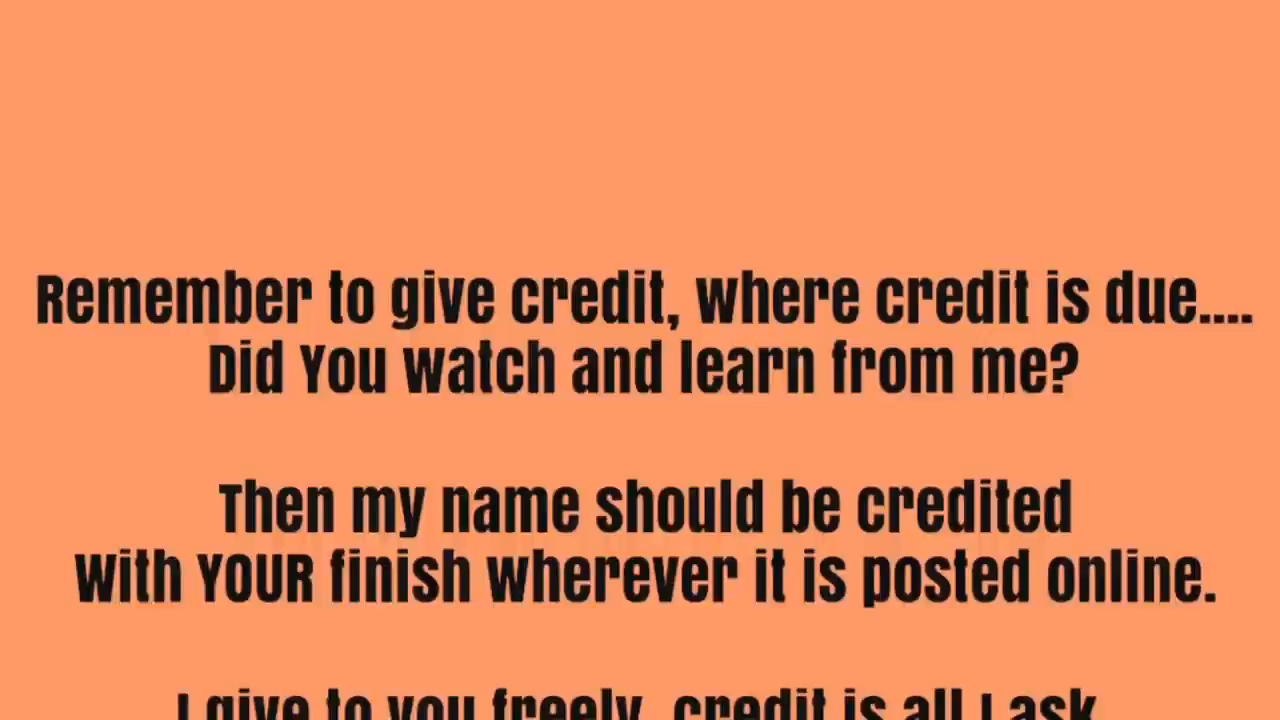 Remember to give credit, where credit is due....
Did You watch and learn from me?
Then my name should be credited
With YOUR finish wherever it is posted online.
I give to you freely, credit is all I ask